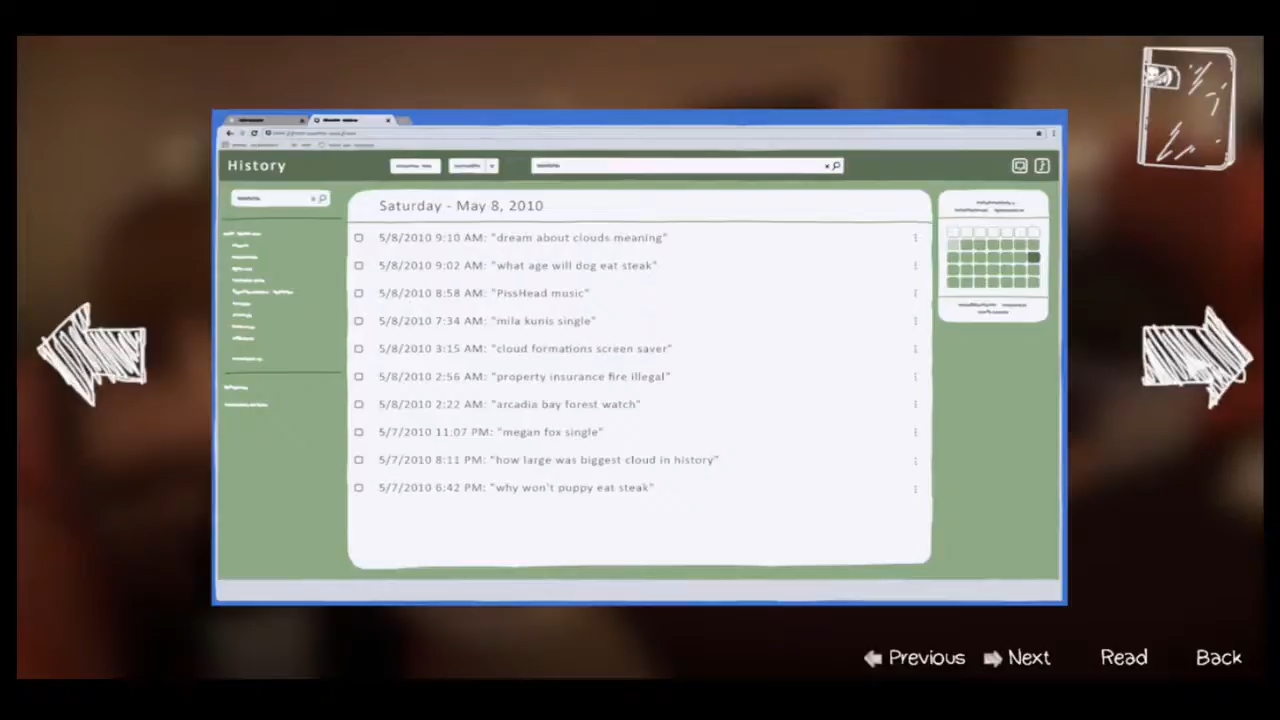 History
Saturday - May 8, 2010
5/8/2010 9:10 AM: "dream about clouds meaning"
5/8/2010 9:02 AM: "what age will dog eat steak"
5/8/2010 8:58 AM: "PissHead music"
5/8/2010 7:34 AM: "mila kunis single"
5/8/2010 3:15 AM: "cloud formations screen saver"
5/8/2010 2:56 AM: "property insurance fire illegal"
5/8/2010 2:22 AM: "arcadia bay forest watch"
5/7/2010 11:07 PM: "megan fox single"
5/7/2010 8:11 PM: "how large was biggest cloud in history"
5/7/2010 6:42 PM: "why won't puppy eat steak"
Previous Next Read Back